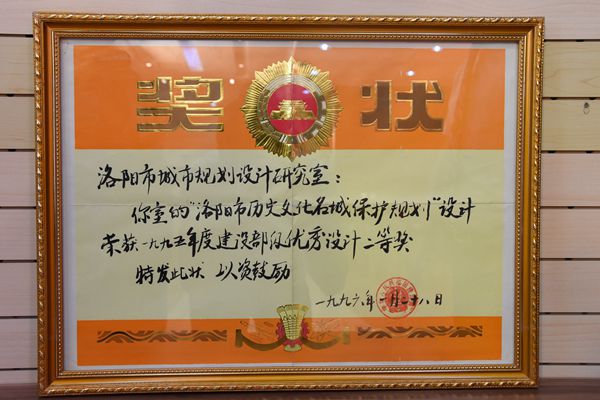 奖状
洛阳市城市规划设计研究室：
你室的"洛阳市历史文化名城保护规划"设计
荣获一九九五年度建设部级优秀设计二等奖
特发此状 以资鼓励
一九九六年一月二十八日